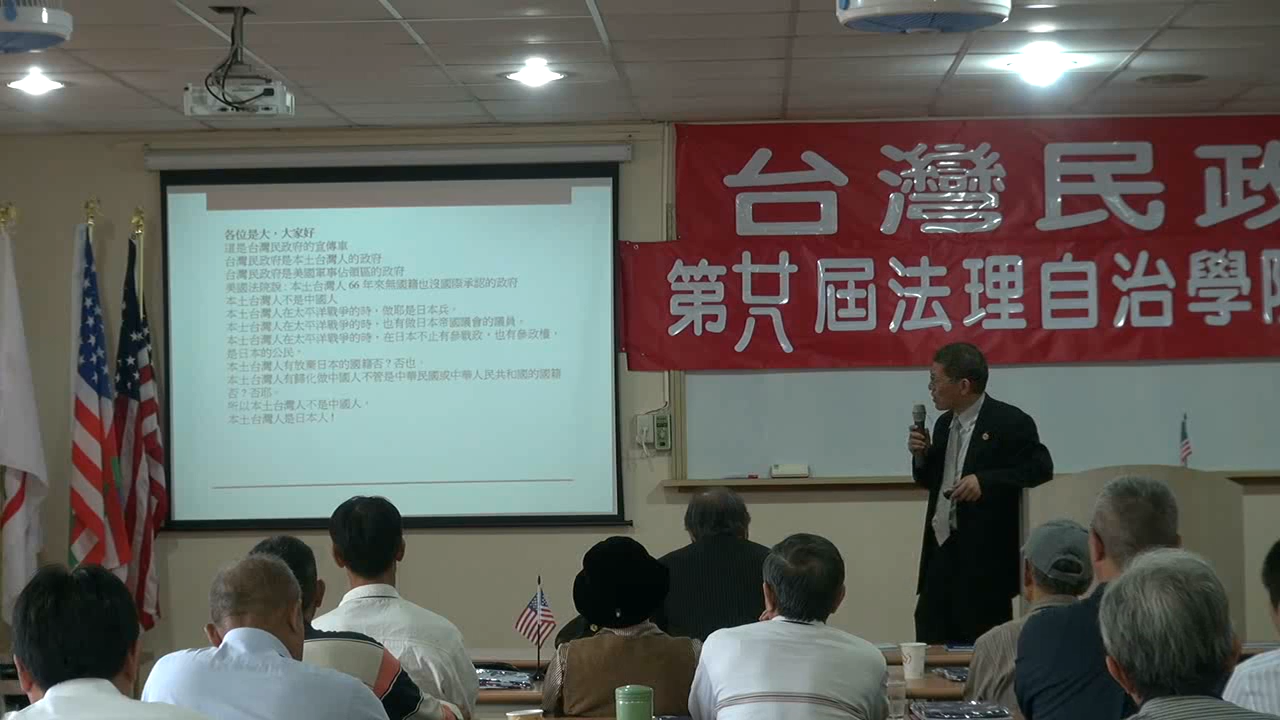 台灣民政
第廿八屆法理自治學院
各位是大，大家好
這是台灣民政府的宣傳車
台灣民政府是本土台灣人的政府
台灣民政府是美國軍事佔領區的政府
美國法院說：本土台灣人 66 年來無國籍也沒國際承認的政府
本土台灣人不是中國人
本土台灣人在太平洋戰爭的時，做耶是日本兵，
本土台灣人在太平洋戰爭的時，也有做日本帝國議會的議員，
本土台灣人在太平洋戰爭的時，在日本不止有參戰政，也有參政權，
是日本的公民。
本土台灣人有放棄日本的國籍否？否也。
本土台灣人有歸化做中國人不管是中華民國或中華人民共和國的國籍
否？否耶。
所以本土台灣人不是中國人，
本土台灣人是日本人！